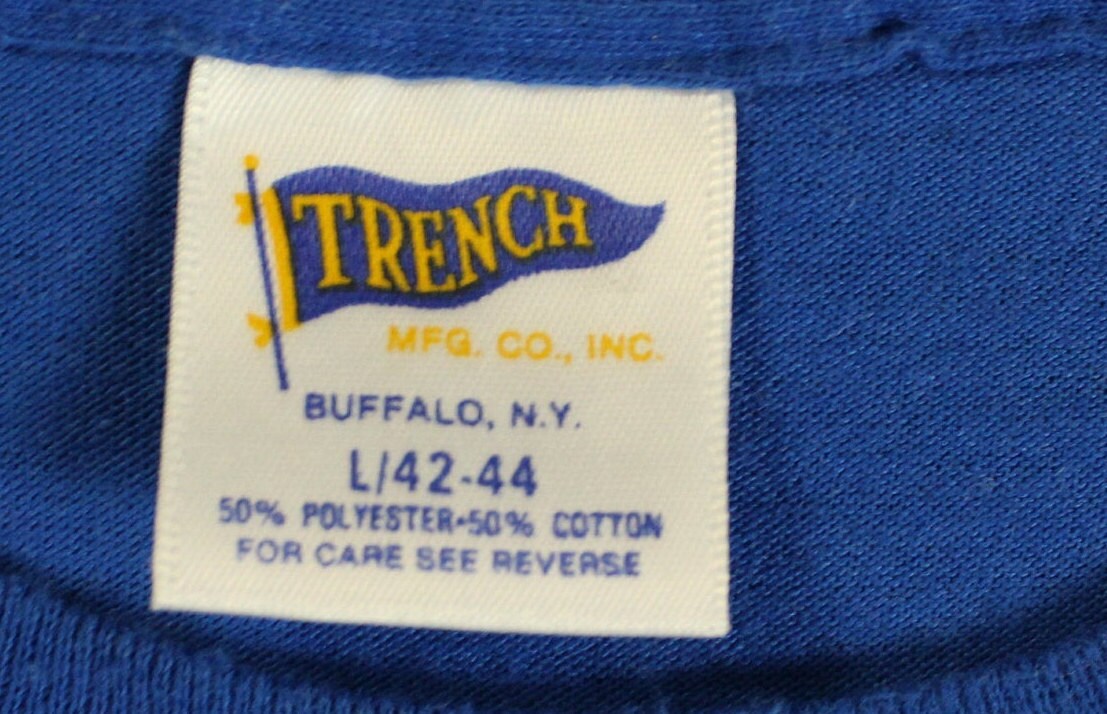 TRENCH
MFG. CO., INC.
BUFFALO, N.Y.
L/42-44
50% POLYESTER·50% COTTON
FOR CARE SEE REVERSE